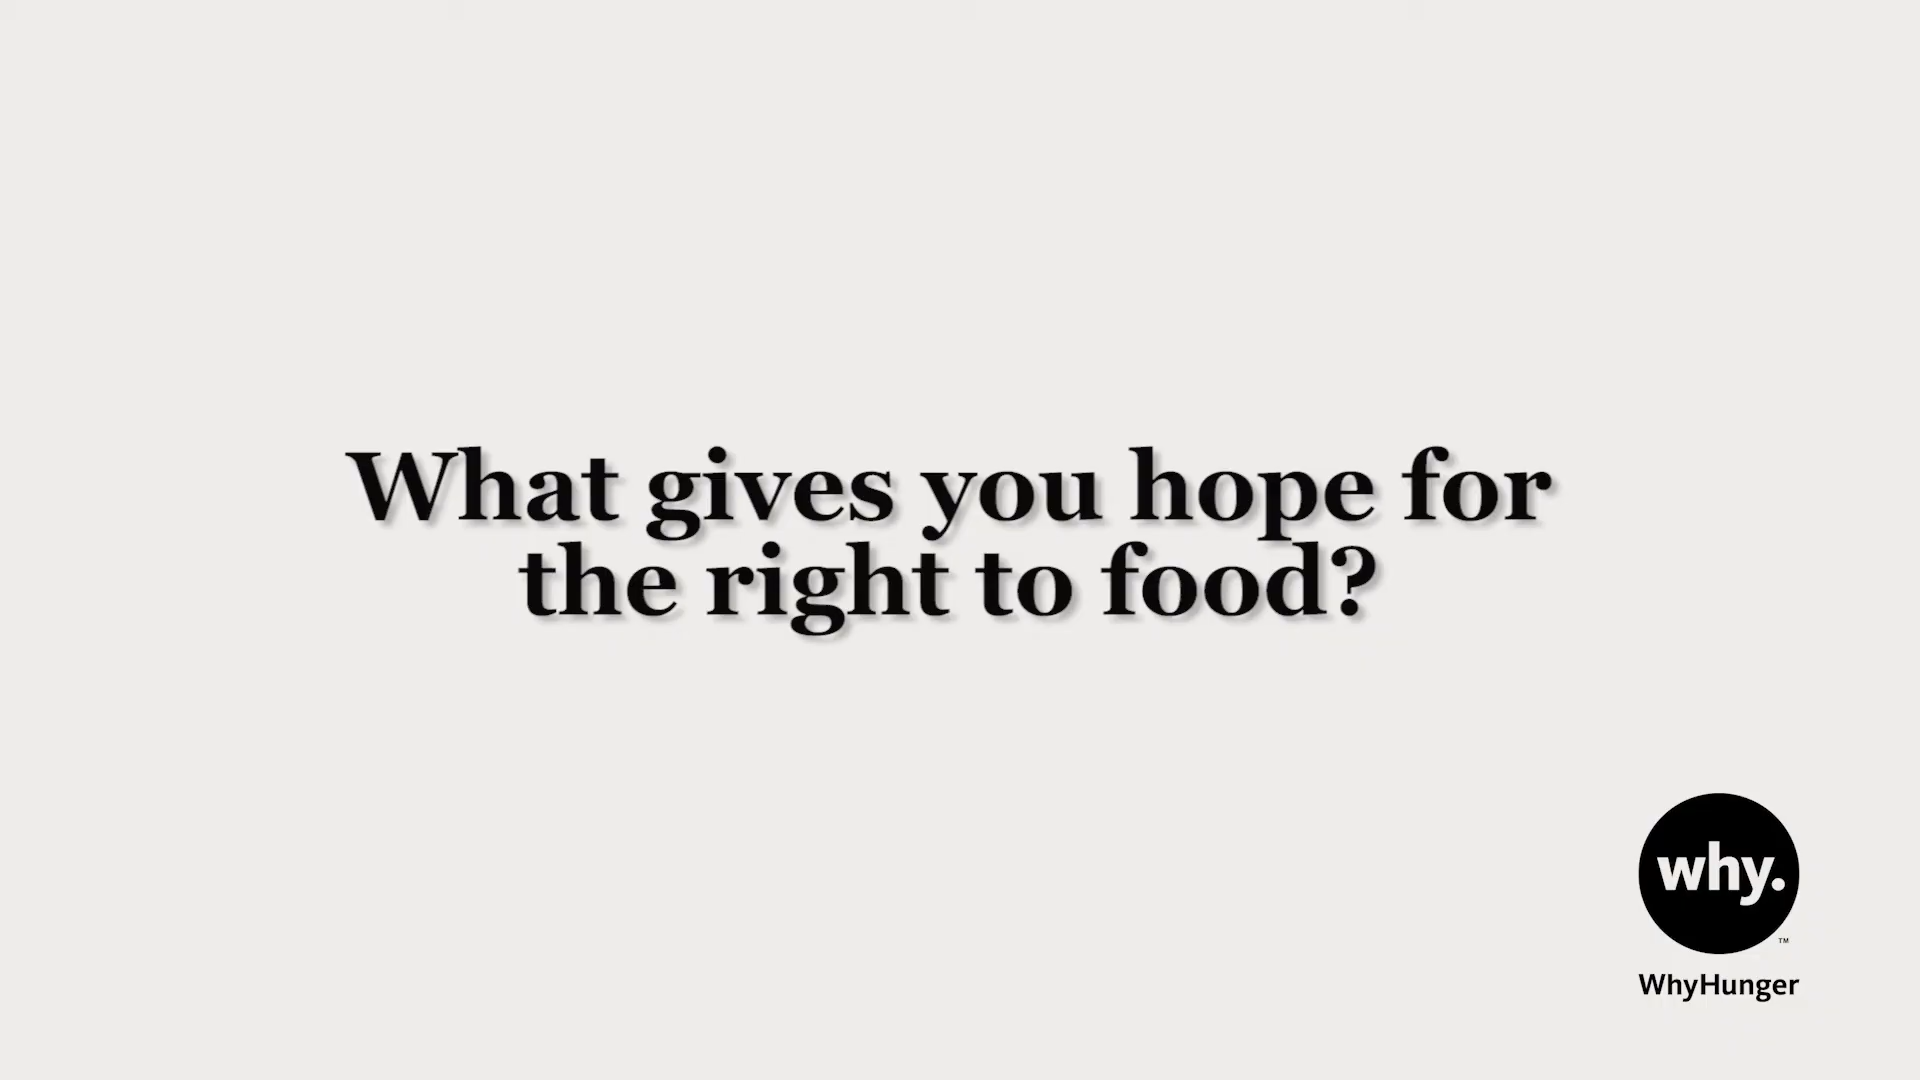 What gives you hope for
the right to food?
why.
™
WhyHunger